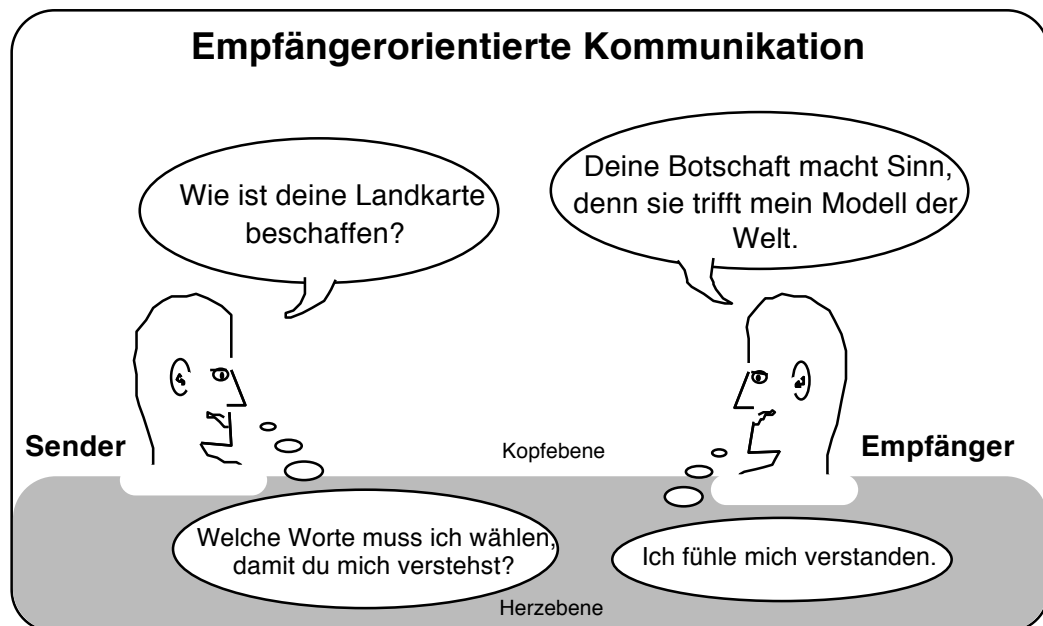 Empfängerorientierte Kommunikation
Wie ist deine Landkarte
beschaffen?
Deine Botschaft macht Sinn,
denn sie trifft mein Modell der
Welt.
Sender
Kopfebene
Empfänger
Welche Worte muss ich wählen,
damit du mich verstehst?
Ich fühle mich verstanden.
Herzebene